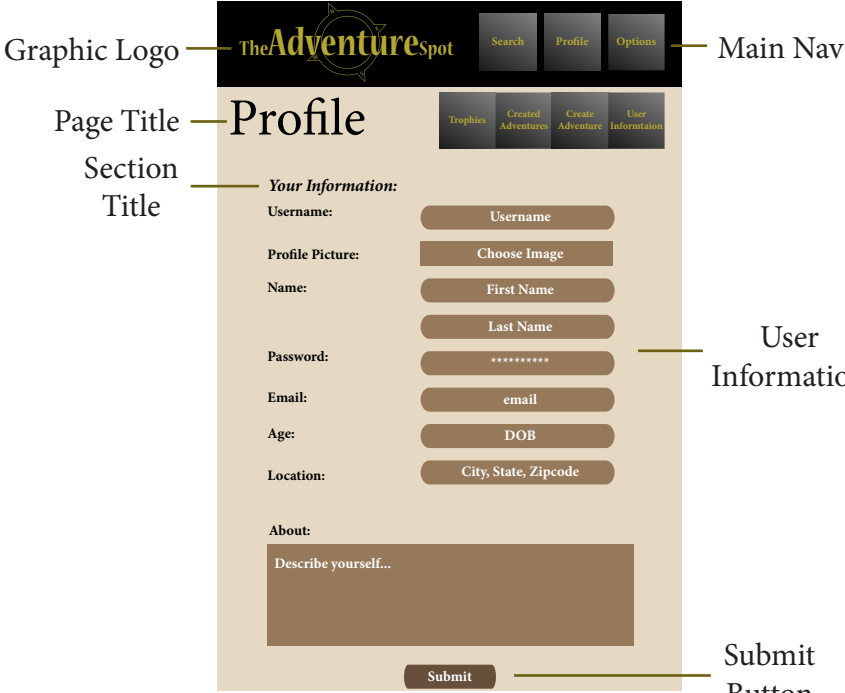 Graphic Logo
TheAdventureSpot
Search
Profile
Options
Main Nav
Page Title
Profile
Trophies
Created
Adventures
Create
Adventure
User
Informtaion
Section
Title
Your Information:
Username:
Username
Profile Picture:
Choose Image
Name:
First Name
Last Name
User
Informatio
Password:
**********
Email:
email
Age:
DOB
Location:
City, State, Zipcode
About:
Describe yourself...
Submit
Submit
Button